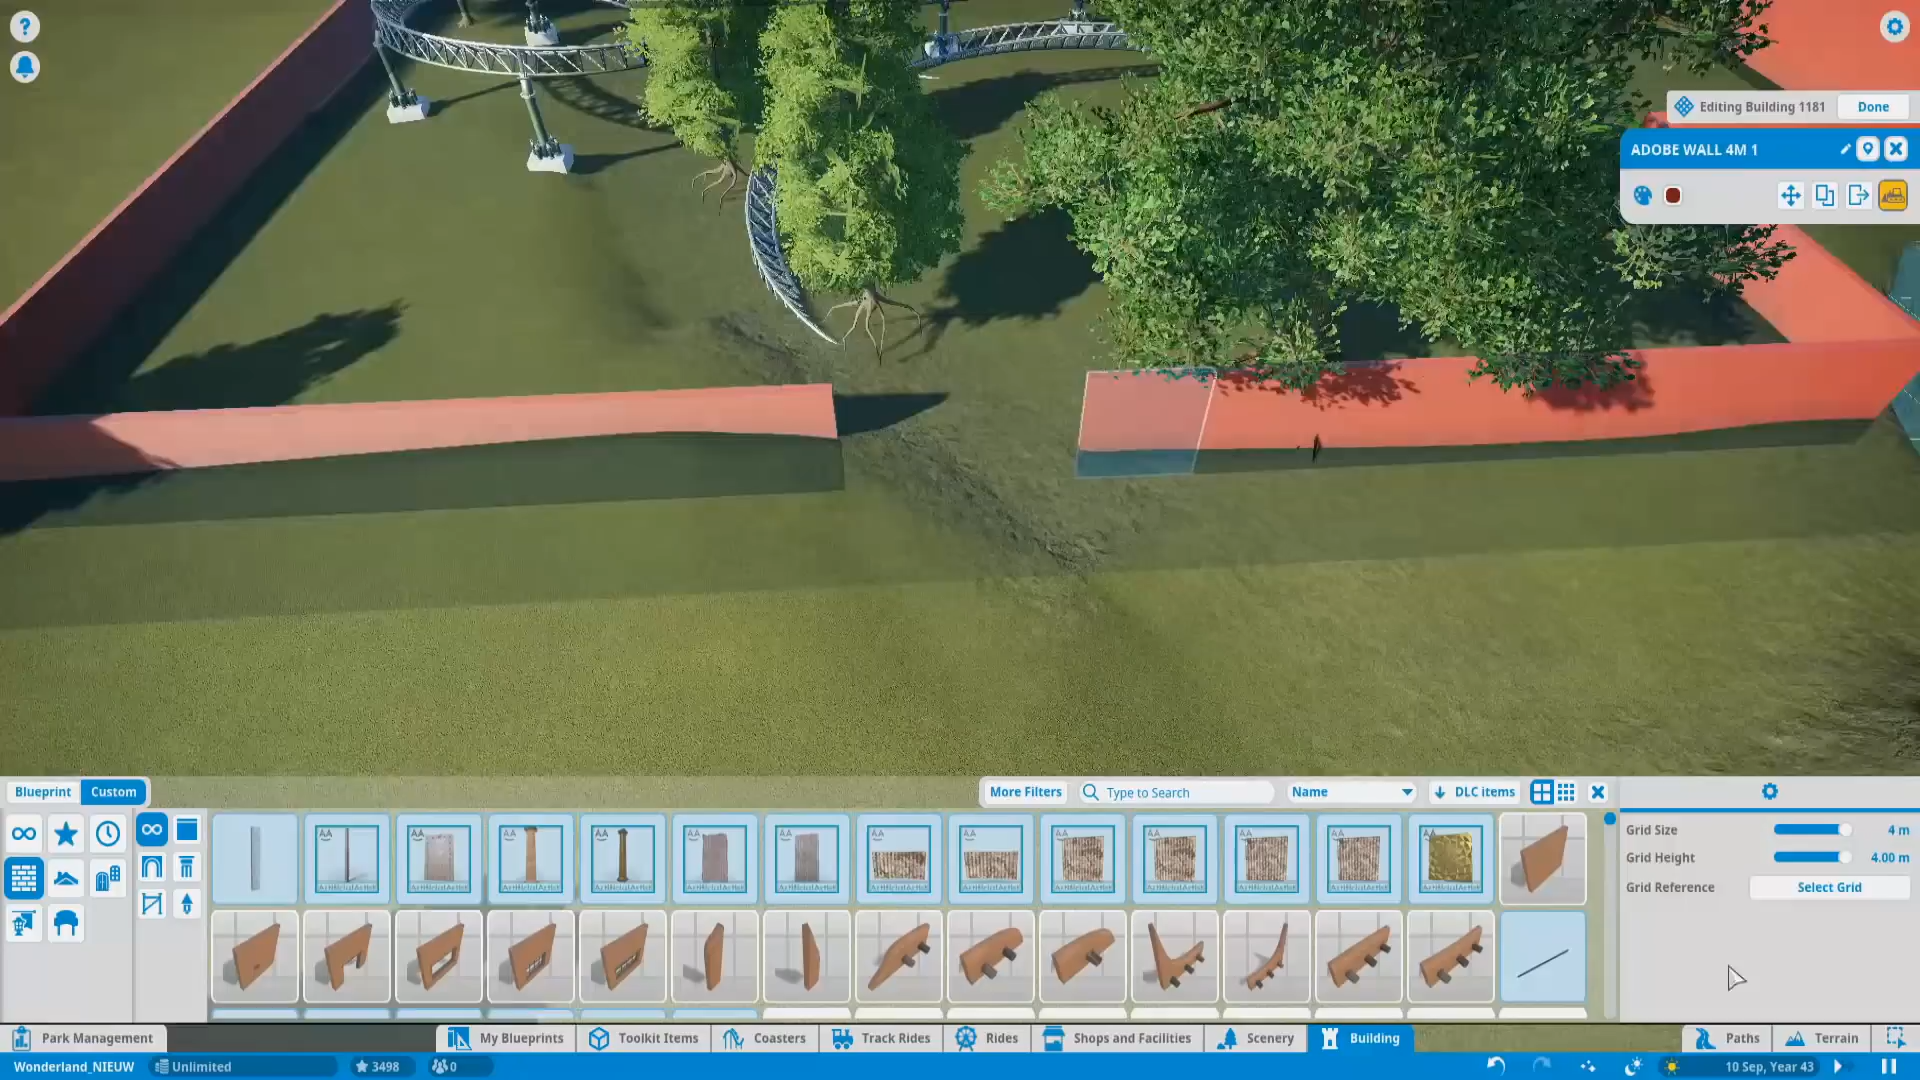 ?
Editing Building 1181
Done
ADOBE WALL 4M 1
Blueprint
Custom
More Filters
Type to Search
Name
DLC items
Grid Size
4 m
Grid Height
4.00 m
Grid Reference
Select Grid
Park Management
My Blueprints
Toolkit Items
Coasters
Track Rides
Rides
Shops and Facilities
Scenery
Building
Paths
Terrain
Wonderland_NIEUW
Unlimited
3498
0
10 Sep, Year 43